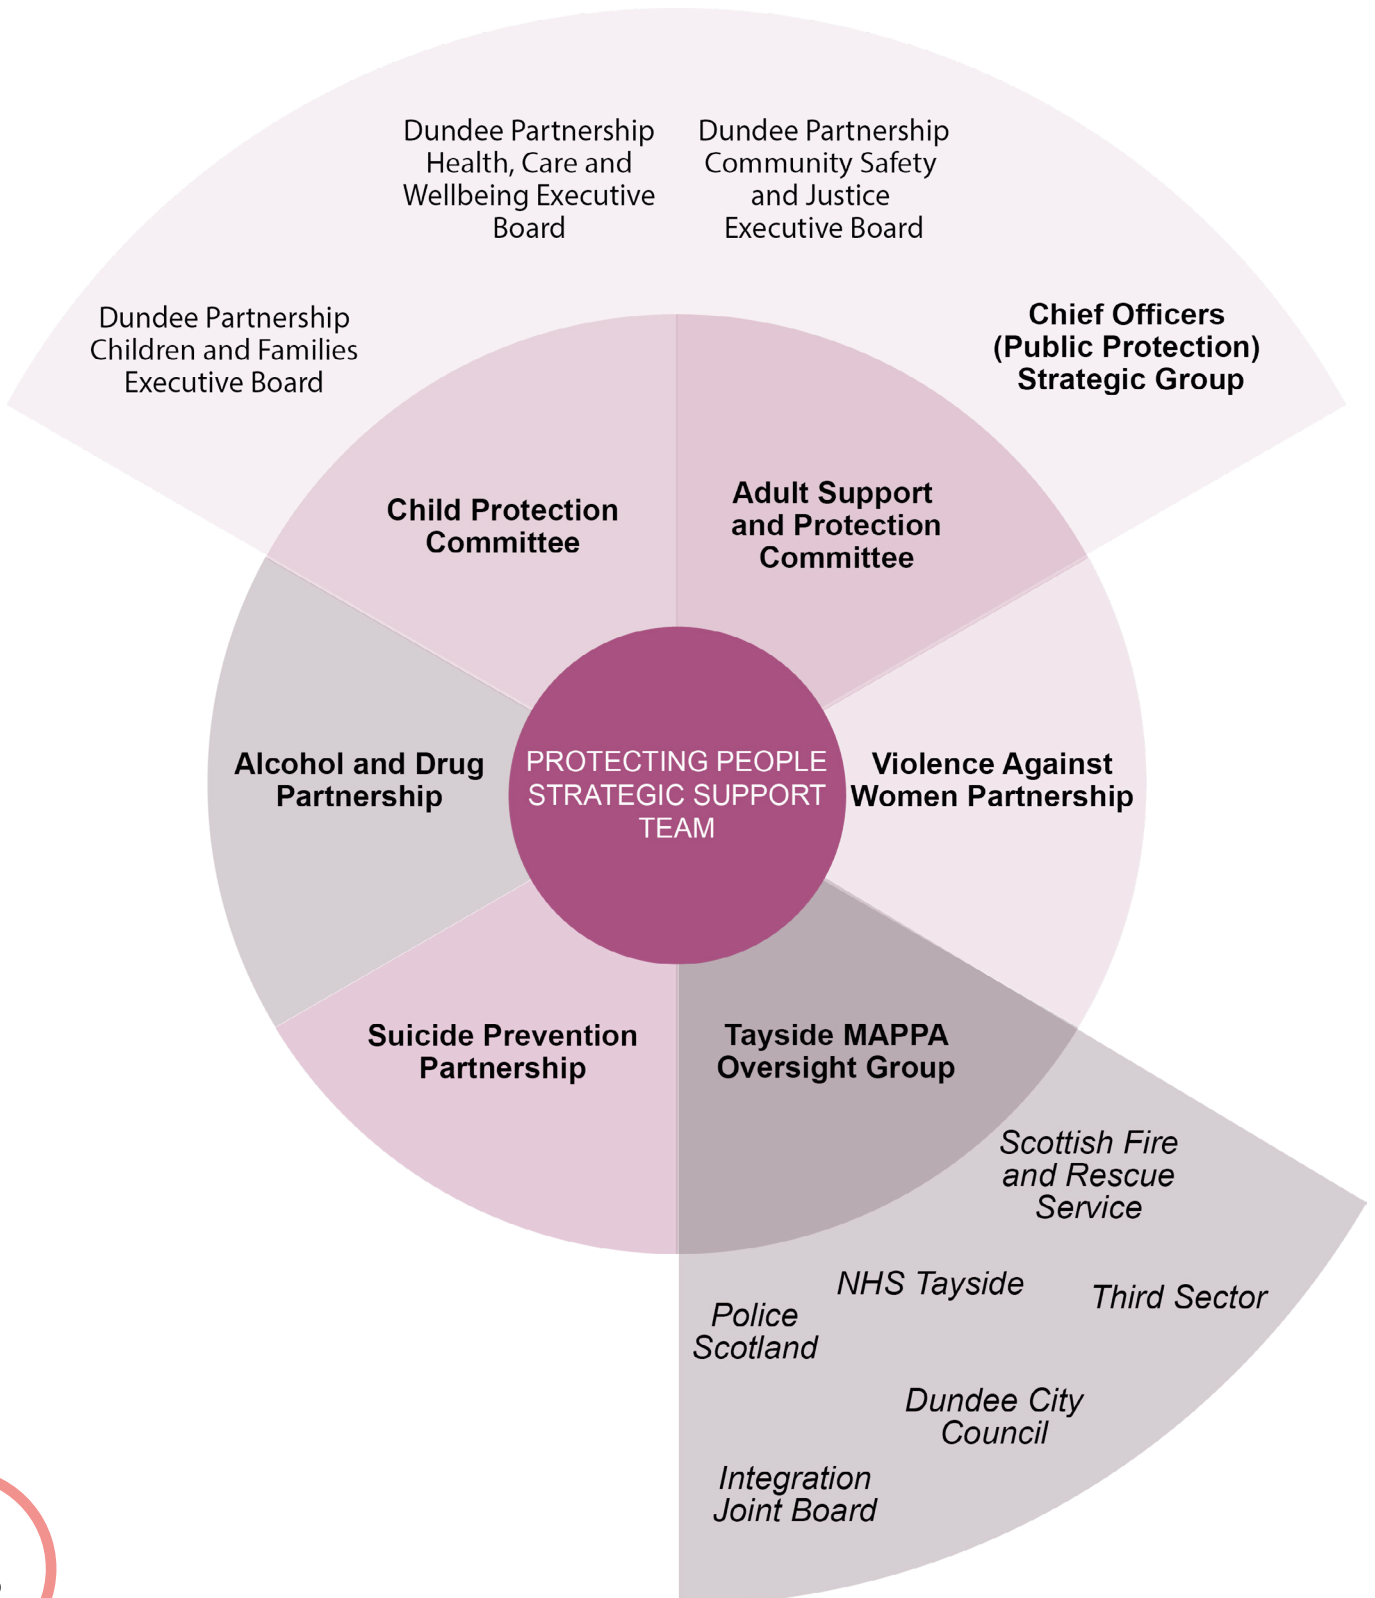 Dundee Partnership
Health, Care and
Wellbeing Executive
Board
Dundee Partnership
Community Safety
and Justice
Executive Board
Dundee Partnership
Children and Families
Executive Board
Chief Officers
(Public Protection)
Strategic Group
Child Protection
Committee
Adult Support
and Protection
Committee
Alcohol and Drug
Partnership
PROTECTING PEOPLE
STRATEGIC SUPPORT
TEAM
Violence Against
Women Partnership
Suicide Prevention
Partnership
Tayside MAPPA
Oversight Group
Scottish Fire
and Rescue
Service
NHS Tayside
Third Sector
Police
Scotland
Dundee City
Council
Integration
Joint Board